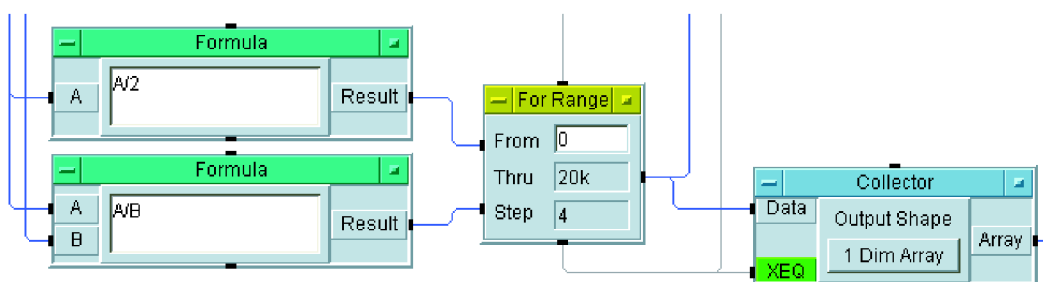 Formula
A
A/2
Result
Formula
A
B
A/B
Result
For Range
From 0
Thru 20k
Step 4
Collector
Data
XEQ
Output Shape
1 Dim Array
Array